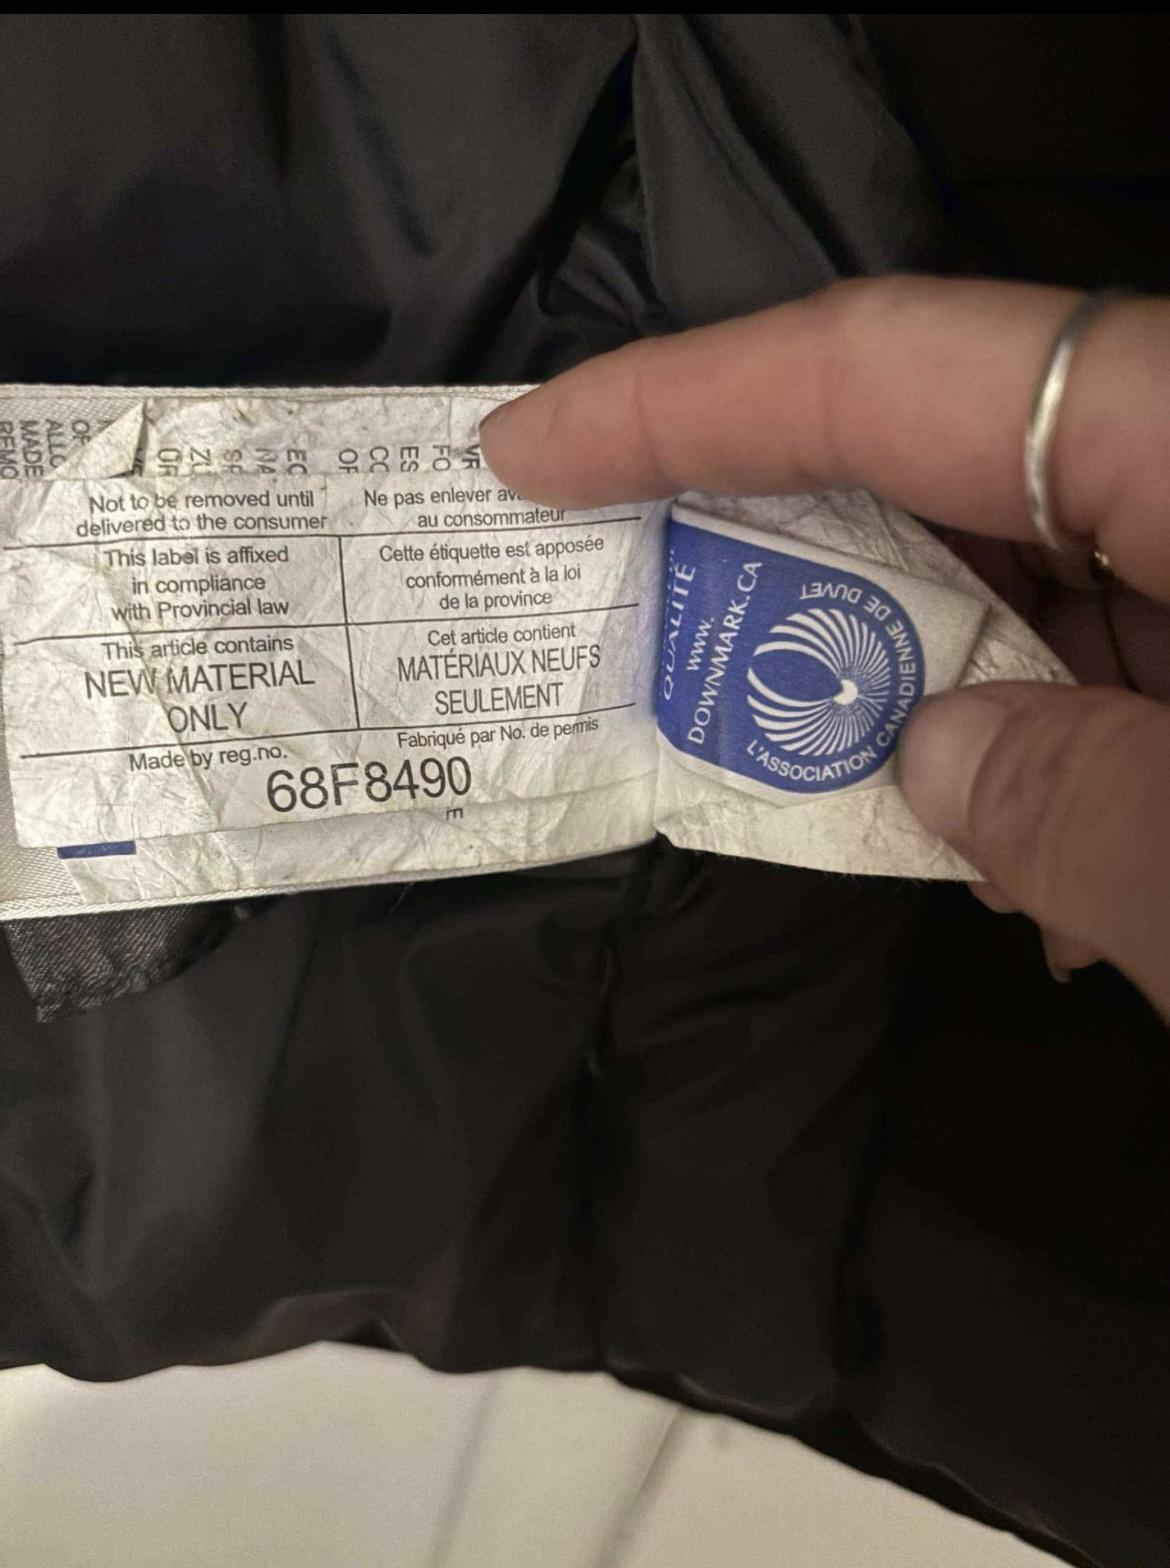 Not to be removed until
delivered to the consumer
This label is affixed
in compliance
with Provincial law
This article contains
NEW MATERIAL
ONLY
Made by reg.no.
Ne pas enlever
au consommateur
Cette étiquette est apposée
conformément à la loi
de la province
Cet article contient
MATÉRIAUX NEUFS
SEULEMENT
Fabriqué par No. de permis
68F8490
QUALITÉ
www.
DOWNMARK.CA
L'ASSOCIATION CANADIENNE DE DUVET